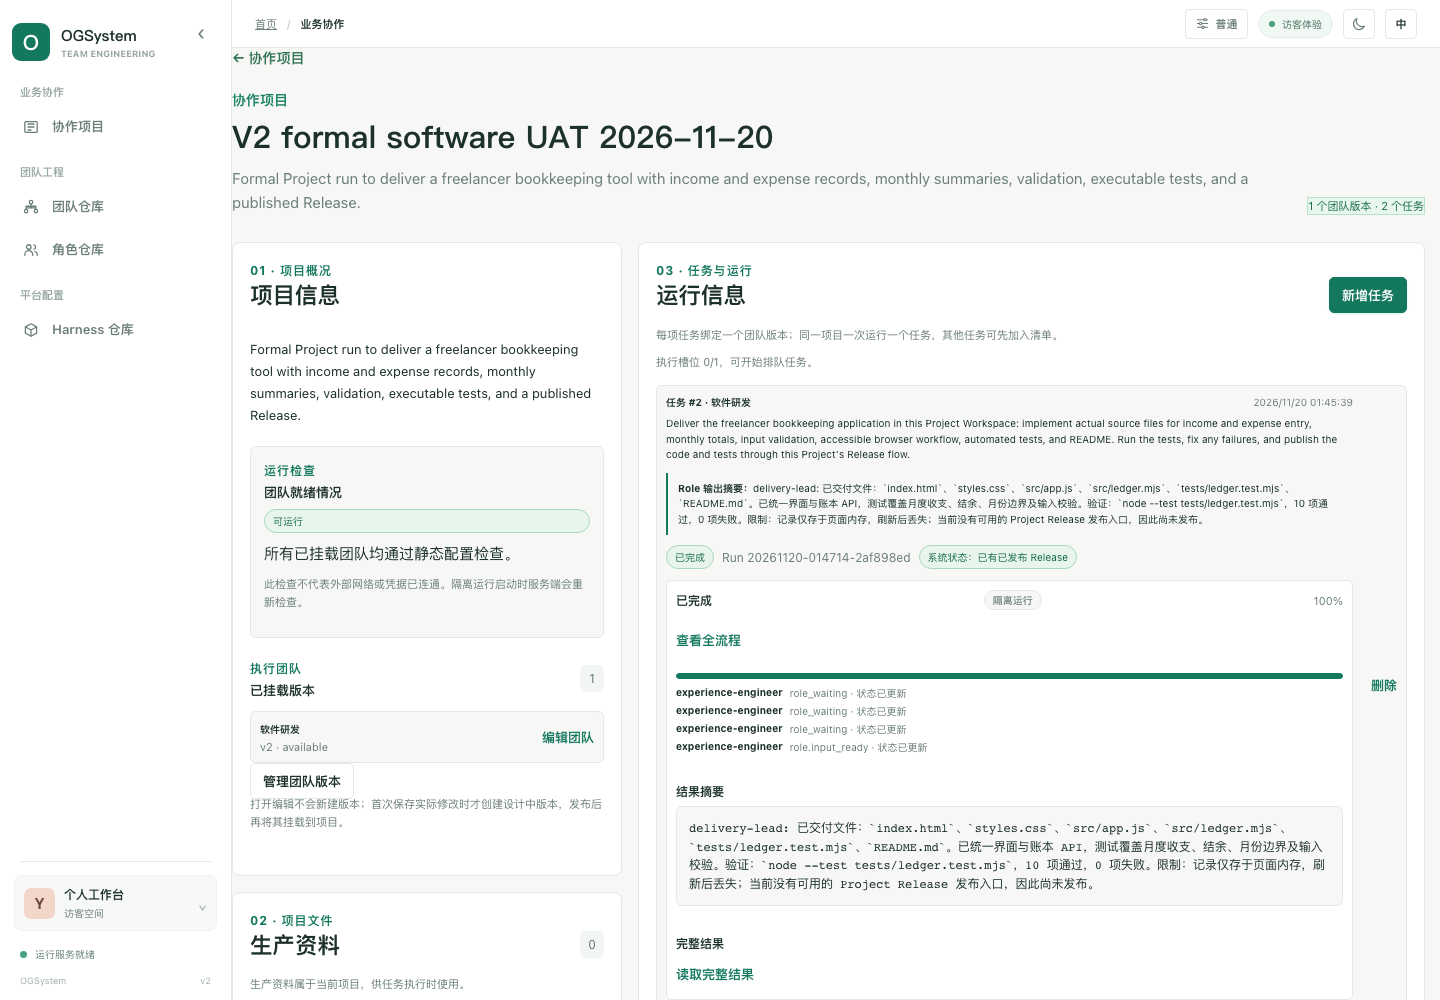 O
OGSystem
TEAM ENGINEERING
业务协作
协作项目
团队工程
团队仓库
角色仓库
平台配置
Harness 仓库
Y
个人工作台
访客空间
运行服务就绪
OGSystem
v2
首页 / 业务协作
普通
访客体验
中
← 协作项目
协作项目
V2 formal software UAT 2026–11–20
Formal Project run to deliver a freelancer bookkeeping tool with income and expense records, monthly summaries, validation, executable tests, and a
published Release.
1 个团队版本 · 2 个任务
01 · 项目概况
项目信息
Formal Project run to deliver a freelancer bookkeeping
tool with income and expense records, monthly
summaries, validation, executable tests, and a published
Release.
运行检查
团队就绪情况
可运行
所有已挂载团队均通过静态配置检查。
此检查不代表外部网络或凭据已连通。隔离运行启动时服务端会重
新检查。
执行团队
已挂载版本
1
软件研发
v2 · available
编辑团队
管理团队版本
打开编辑不会新建版本；首次保存实际修改时才创建设计中版本，发布后
再将其挂载到项目。
02 · 项目文件
生产资料
0
生产资料属于当前项目，供任务执行时使用。
03 · 任务与运行
运行信息
新增任务
每项任务绑定一个团队版本；同一项目一次运行一个任务，其他任务可先加入清单。
执行槽位 0/1，可开始排队任务。
任务 #2 · 软件研发
2026/11/20 01:45:39
Deliver the freelancer bookkeeping application in this Project Workspace: implement actual source files for income and expense entry,
monthly totals, input validation, accessible browser workflow, automated tests, and README. Run the tests, fix any failures, and publish the
code and tests through this Project's Release flow.
Role 输出摘要：delivery-lead: 已交付文件：`index.html`、`styles.css`、`src/app.js`、`src/ledger.mjs`、`tests/ledger.test.mjs`、
`README.md`。已统一界面与账本 API，测试覆盖月度收支、结余、月份边界及输入校验。验证：`node --test tests/ledger.test.mjs`，10 项通
过，0 项失败。限制：记录仅存于页面内存，刷新后丢失；当前没有可用的 Project Release 发布入口，因此尚未发布。
已完成
Run 20261120-014714-2af898ed
系统状态：已有已发布 Release
已完成
隔离运行
100%
查看全流程
experience-engineer role_waiting · 状态已更新
experience-engineer role_waiting · 状态已更新
experience-engineer role_waiting · 状态已更新
experience-engineer role.input_ready · 状态已更新
删除
结果摘要
delivery-lead: 已交付文件：`index.html`、`styles.css`、`src/app.js`、`src/ledger.mjs`、
`tests/ledger.test.mjs`、`README.md`。已统一界面与账本 API，测试覆盖月度收支、结余、月份边界及输入
校验。验证：`node --test tests/ledger.test.mjs`，10 项通过，0 项失败。限制：记录仅存于页面内存，刷
新后丢失；当前没有可用的 Project Release 发布入口，因此尚未发布。
完整结果
读取完整结果